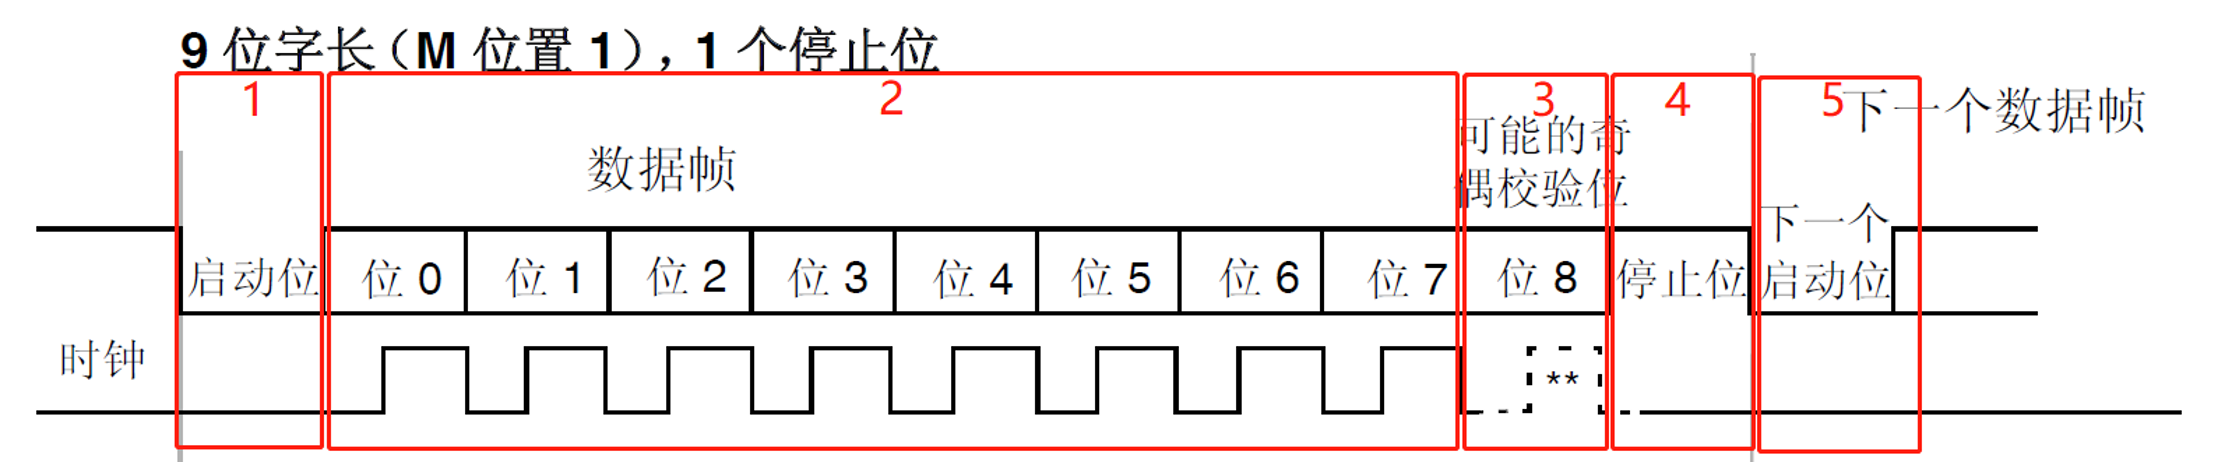 9 位字长（M 位置 1），1 个停止位
1
2
3
4
5
下一个数据帧
数据帧
可能的奇
偶校验位
下一个
启动位
启动位
位 0
位 1
位 2
位 3
位 4
位 5
位 6
位 7
位 8
停止位
时钟
**